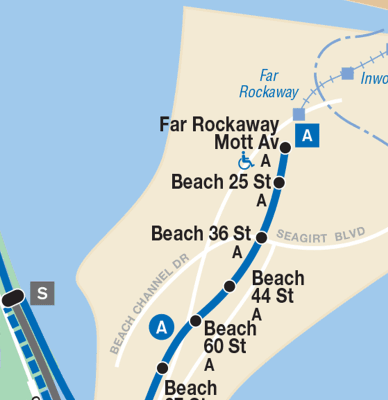 Far
Rockaway
Inwo
Far Rockaway
Mott Av
A
A
Beach 25 St
A
Beach 36 St
A
SEAGIRT BLVD
BEACH CHANNEL DR
Beach
44 St
A
S
A
Beach
60 St
A
Beach